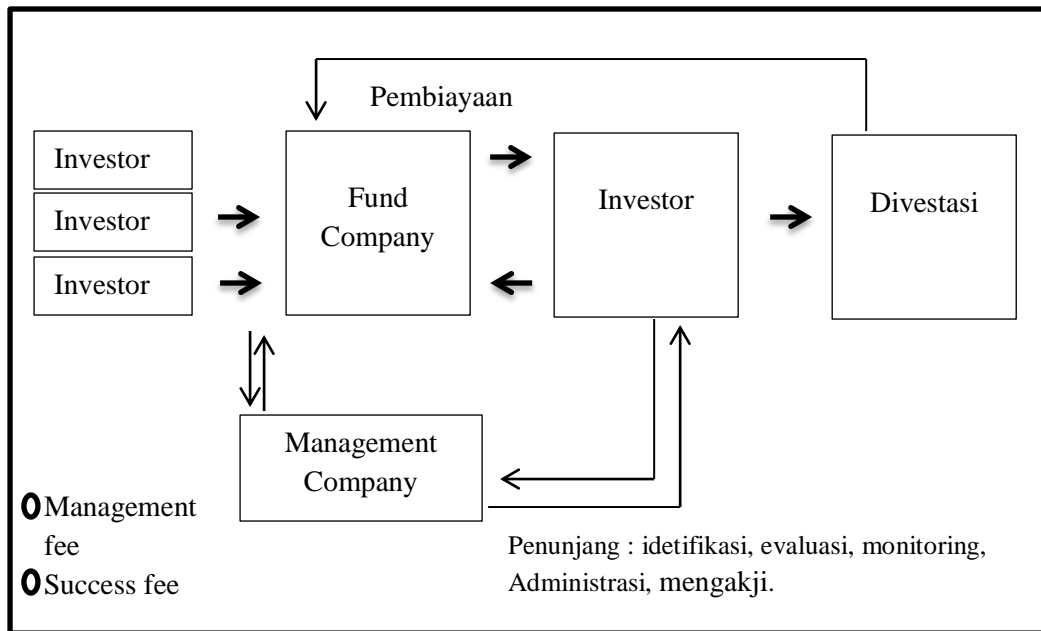 Pembiayaan
Investor
Investor
Investor
Fund
Company
Investor
Divestasi
Management
Company
Management
fee
Success fee
Penunjang : idetifikasi, evaluasi, monitoring,
Administrasi, mengakji.